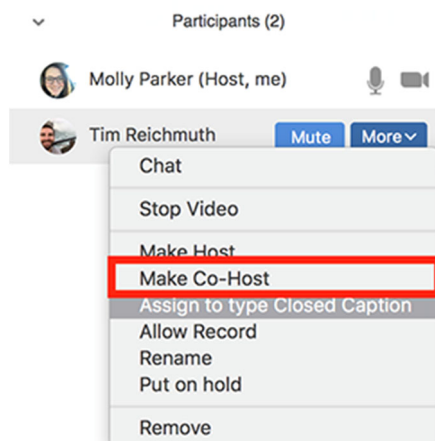 Participants (2)
Molly Parker (Host, me)
Tim Reichmuth Mute More
Chat
Stop Video
Make Host
Make Co-Host
Assign to type Closed Caption
Allow Record
Rename
Put on hold
Remove